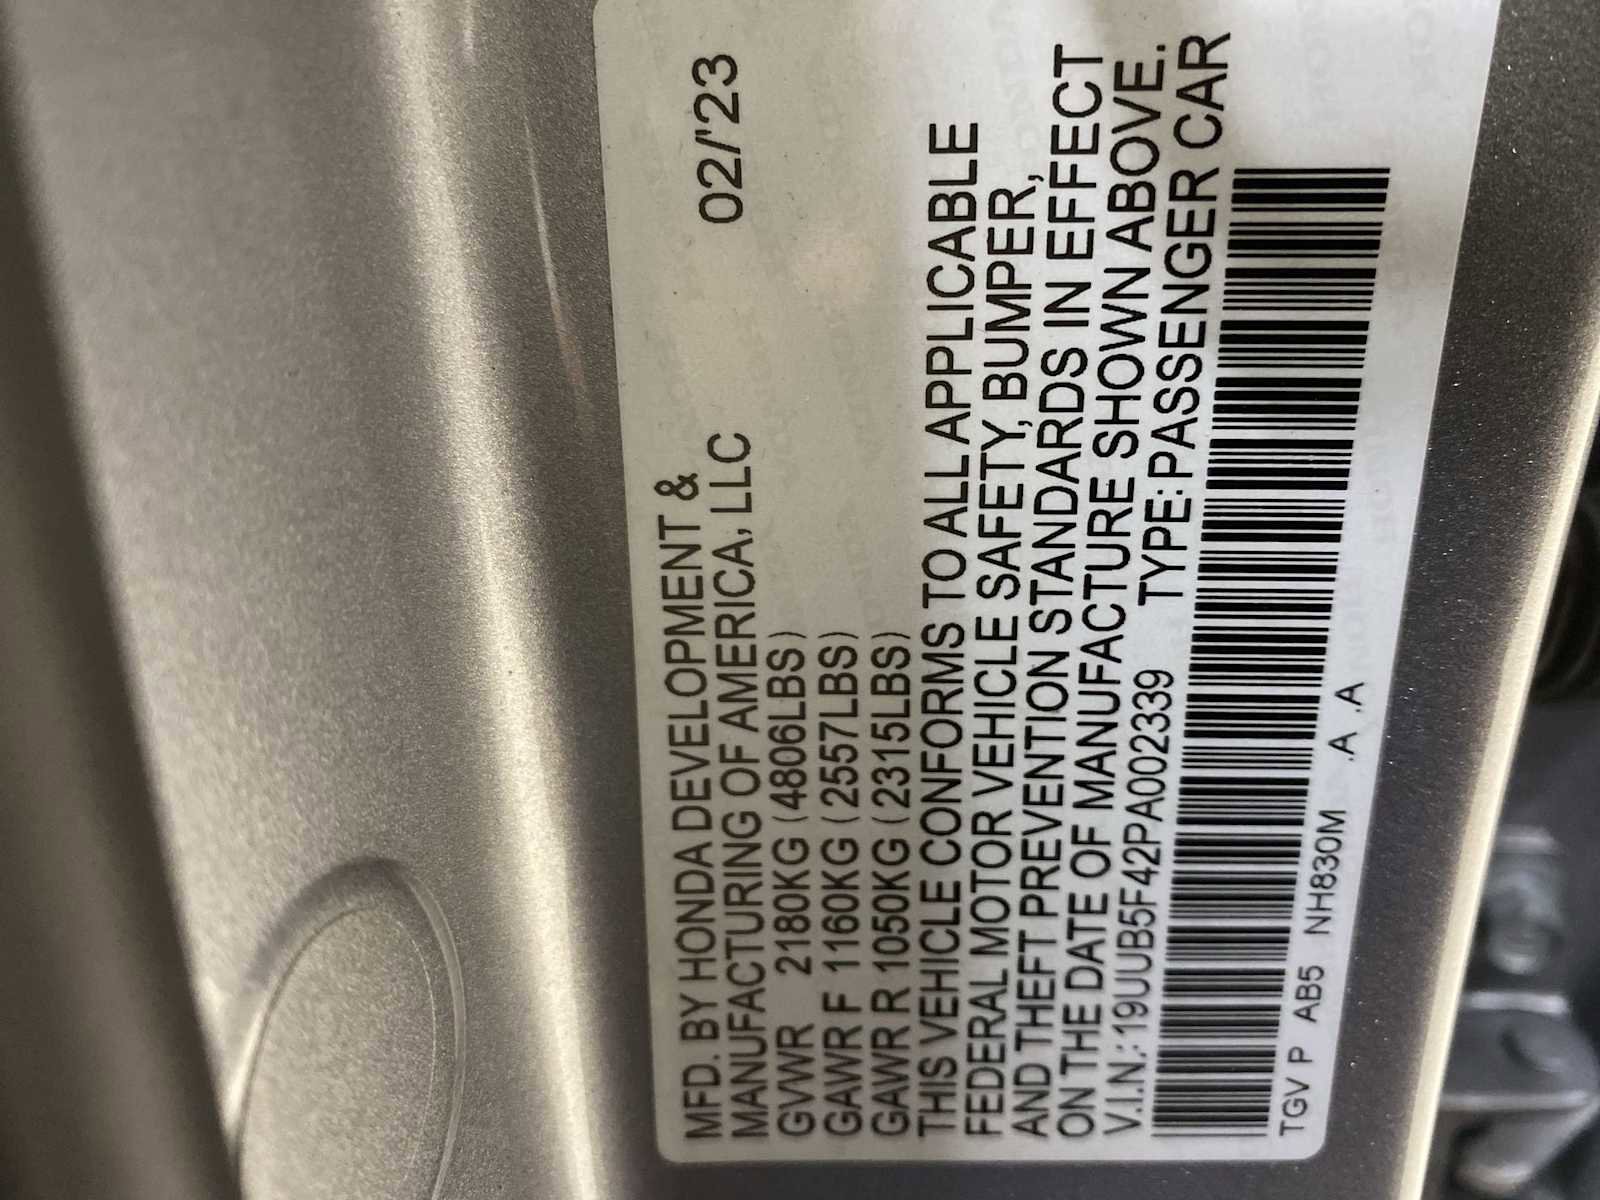 MFD. BY HONDA DEVELOPMENT &
MANUFACTURING OF AMERICA, LLC 02/'23
GVWR 2180KG (4806LBS)
GAWR F 1160KG (2557LBS)
GAWR R 1050KG (2315LBS)
THIS VEHICLE CONFORMS TO ALL APPLICABLE
FEDERAL MOTOR VEHICLE SAFETY, BUMPER,
AND THEFT PREVENTION STANDARDS IN EFFECT
ON THE DATE OF MANUFACTURE SHOWN ABOVE.
V.I.N.: 19UUB5F42PA002339 TYPE: PASSENGER CAR
TGV P AB5 NH830M .A .A